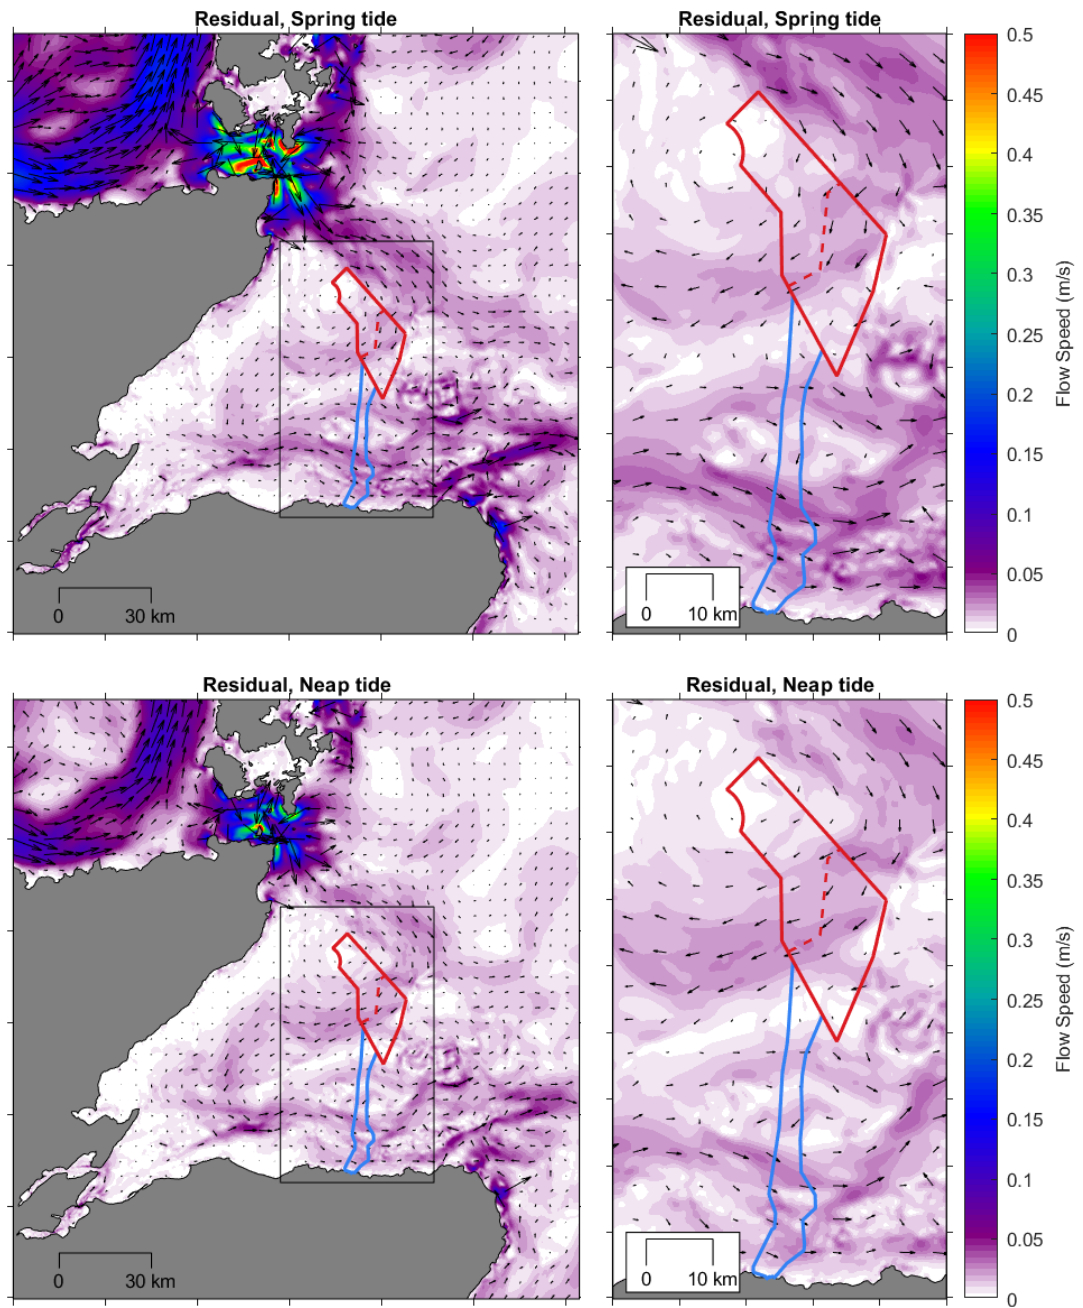 Residual, Spring tide
Residual, Spring tide
0.5
0.45
0.4
0.35
0.3
0.25
0.2
0.15
0.1
0.05
0
Flow Speed (m/s)
0 30 km
0 10 km
Residual, Neap tide
Residual, Neap tide
0.5
0.45
0.4
0.35
0.3
0.25
0.2
0.15
0.1
0.05
0
Flow Speed (m/s)
0 30 km
0 10 km